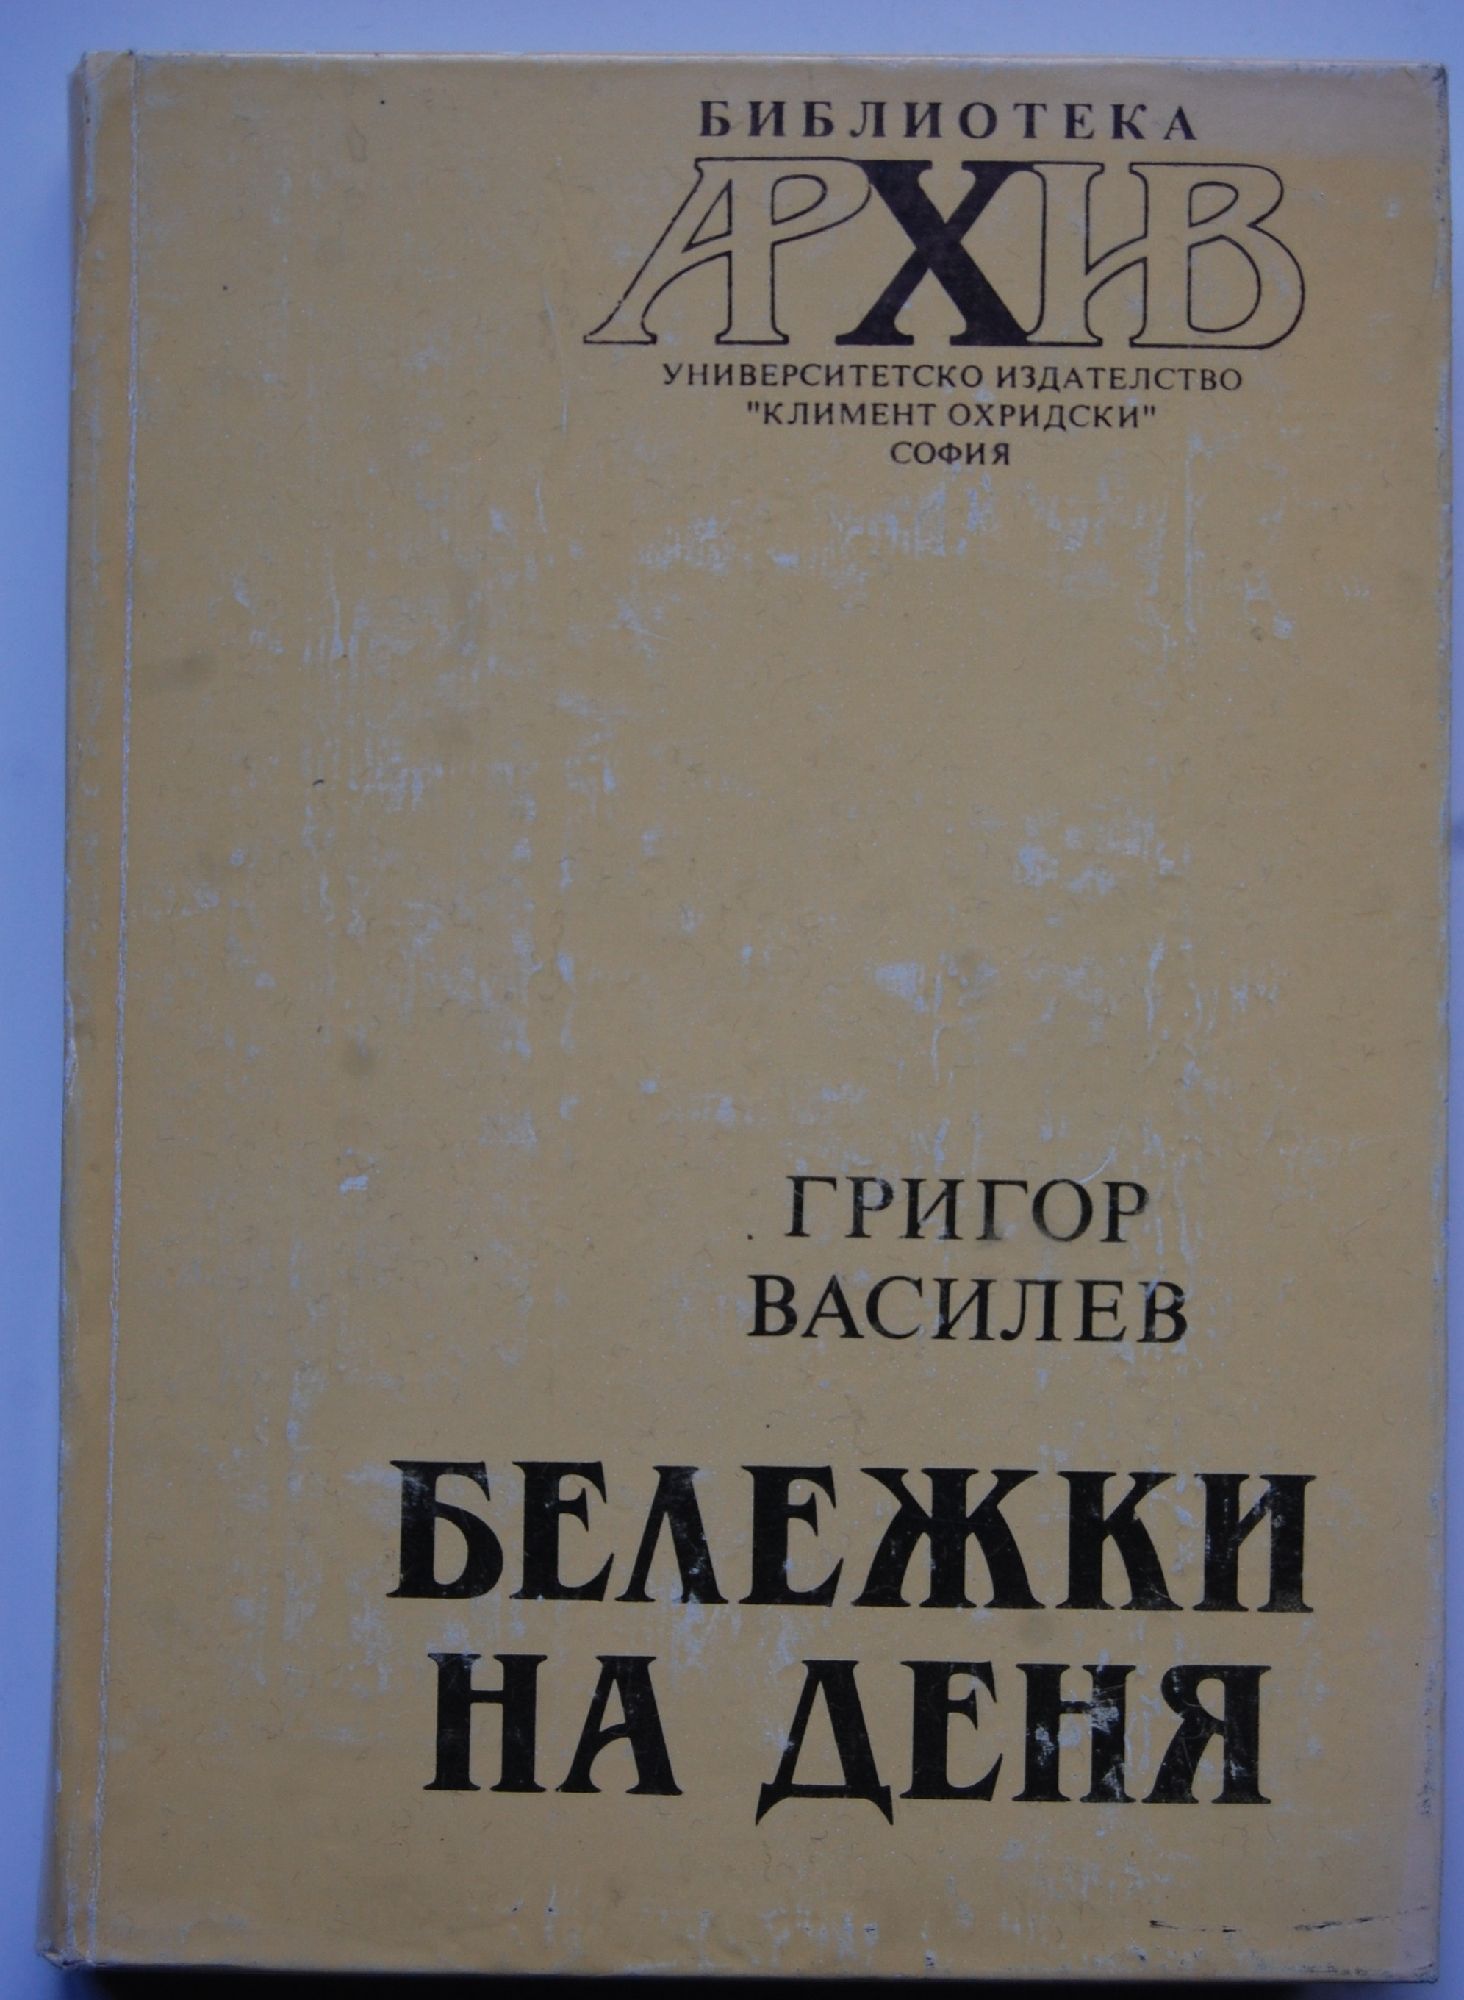 БИБЛИОТЕКА
АРХИВ
УНИВЕРСИТЕТСКО ИЗДАТЕЛСТВО
"КЛИМЕНТ ОХРИДСКИ"
СОФИЯ
ГРИГОР
ВАСИЛЕВ
БЕЛЕЖКИ
НА ДЕНЯ